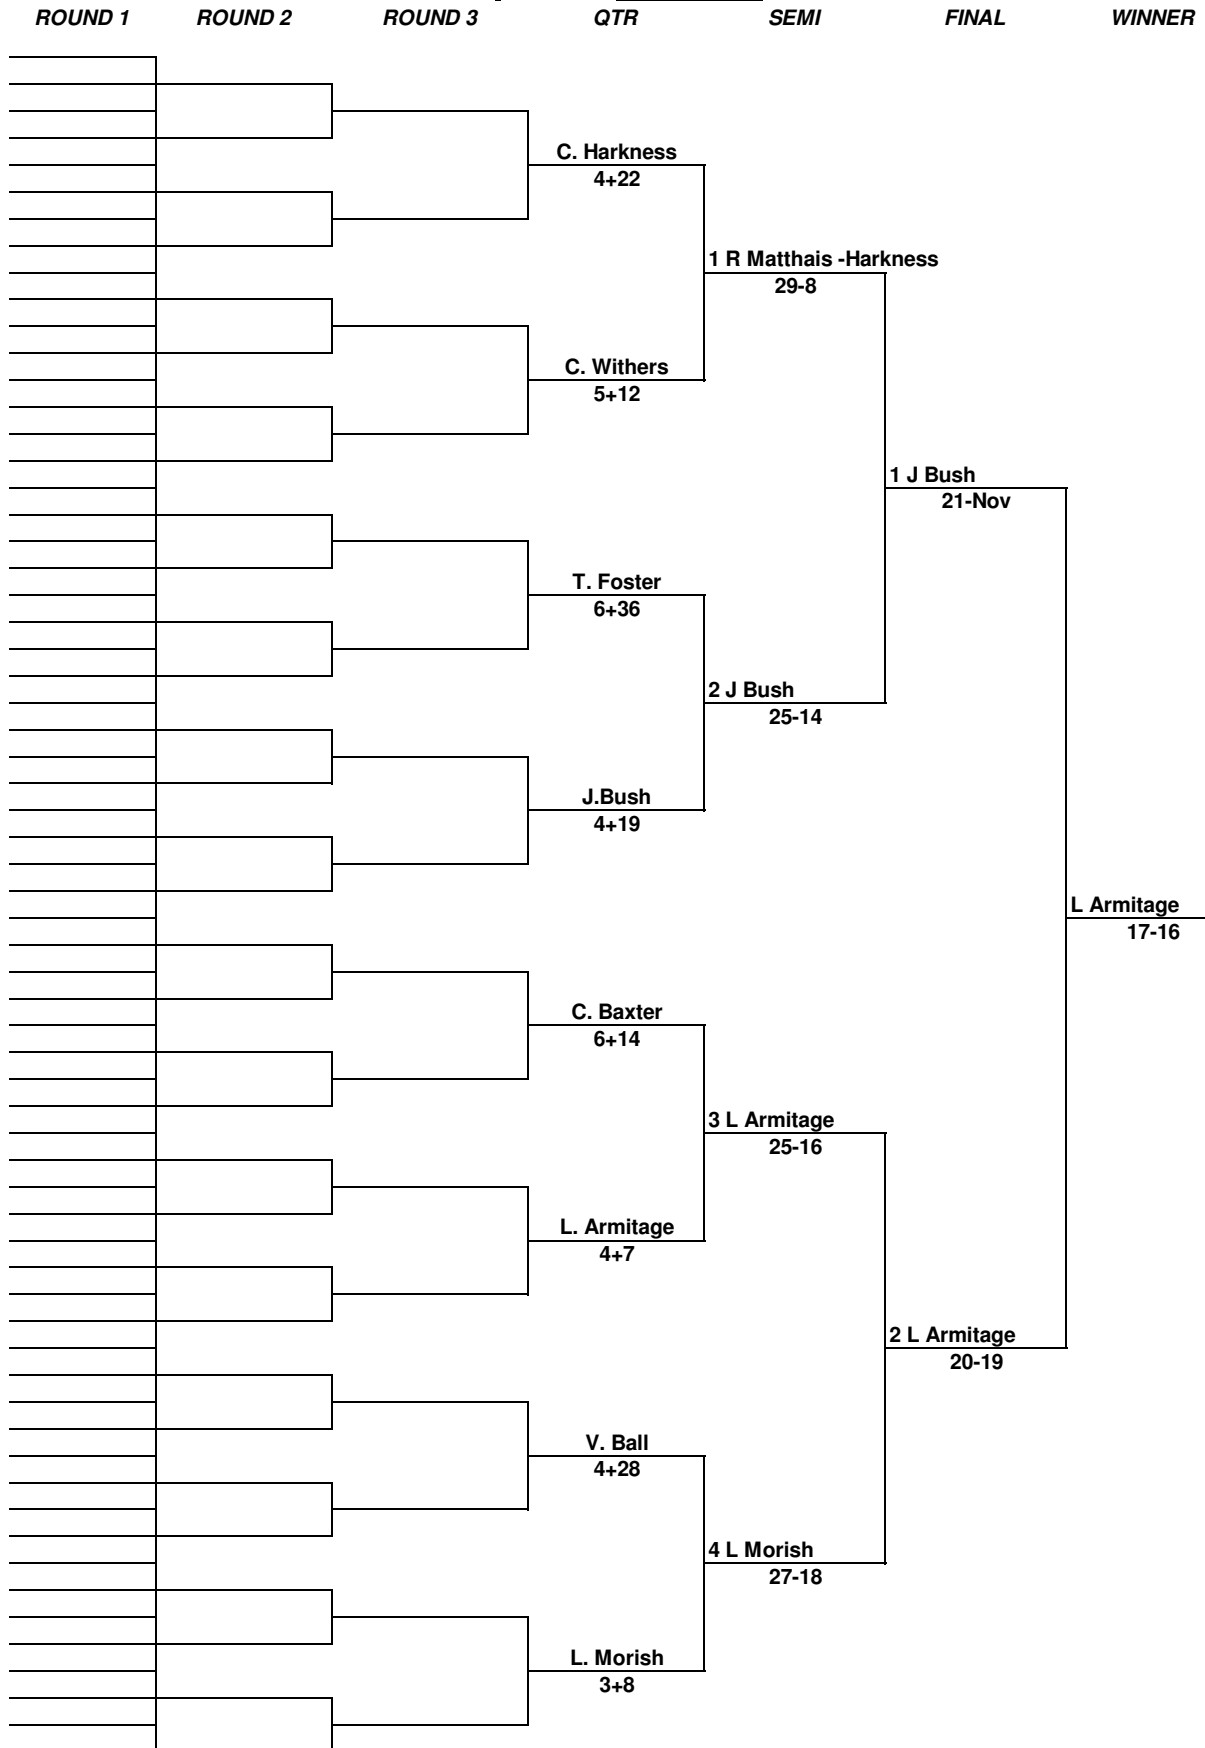 ROUND 1 ROUND 2 ROUND 3 QTR SEMI FINAL WINNER
C. Harkness
4+22
1 R Matthais -Harkness
29-8
C. Withers
5+12
1 J Bush
21-Nov
T. Foster
6+36
2 J Bush
25-14
J.Bush
4+19
L Armitage
17-16
C. Baxter
6+14
3 L Armitage
25-16
L. Armitage
4+7
2 L Armitage
20-19
V. Ball
4+28
4 L Morish
27-18
L. Morish
3+8